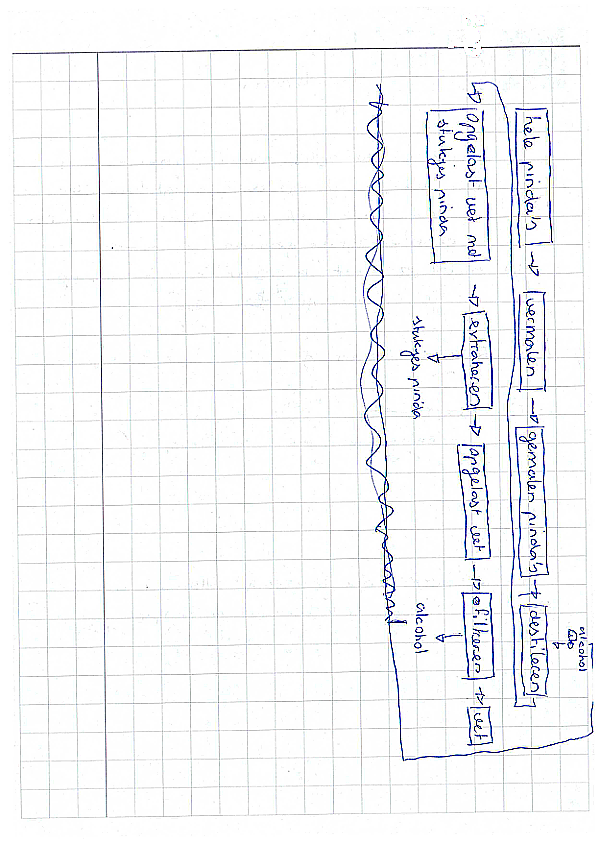 alcohol
hele pinda's → vermalen → gemalen pinda's → destileren
→ opgelost vet met → extraheren → opgelost vet → filtreren → vet
stukjes pinda
stukjes pinda
alcohol